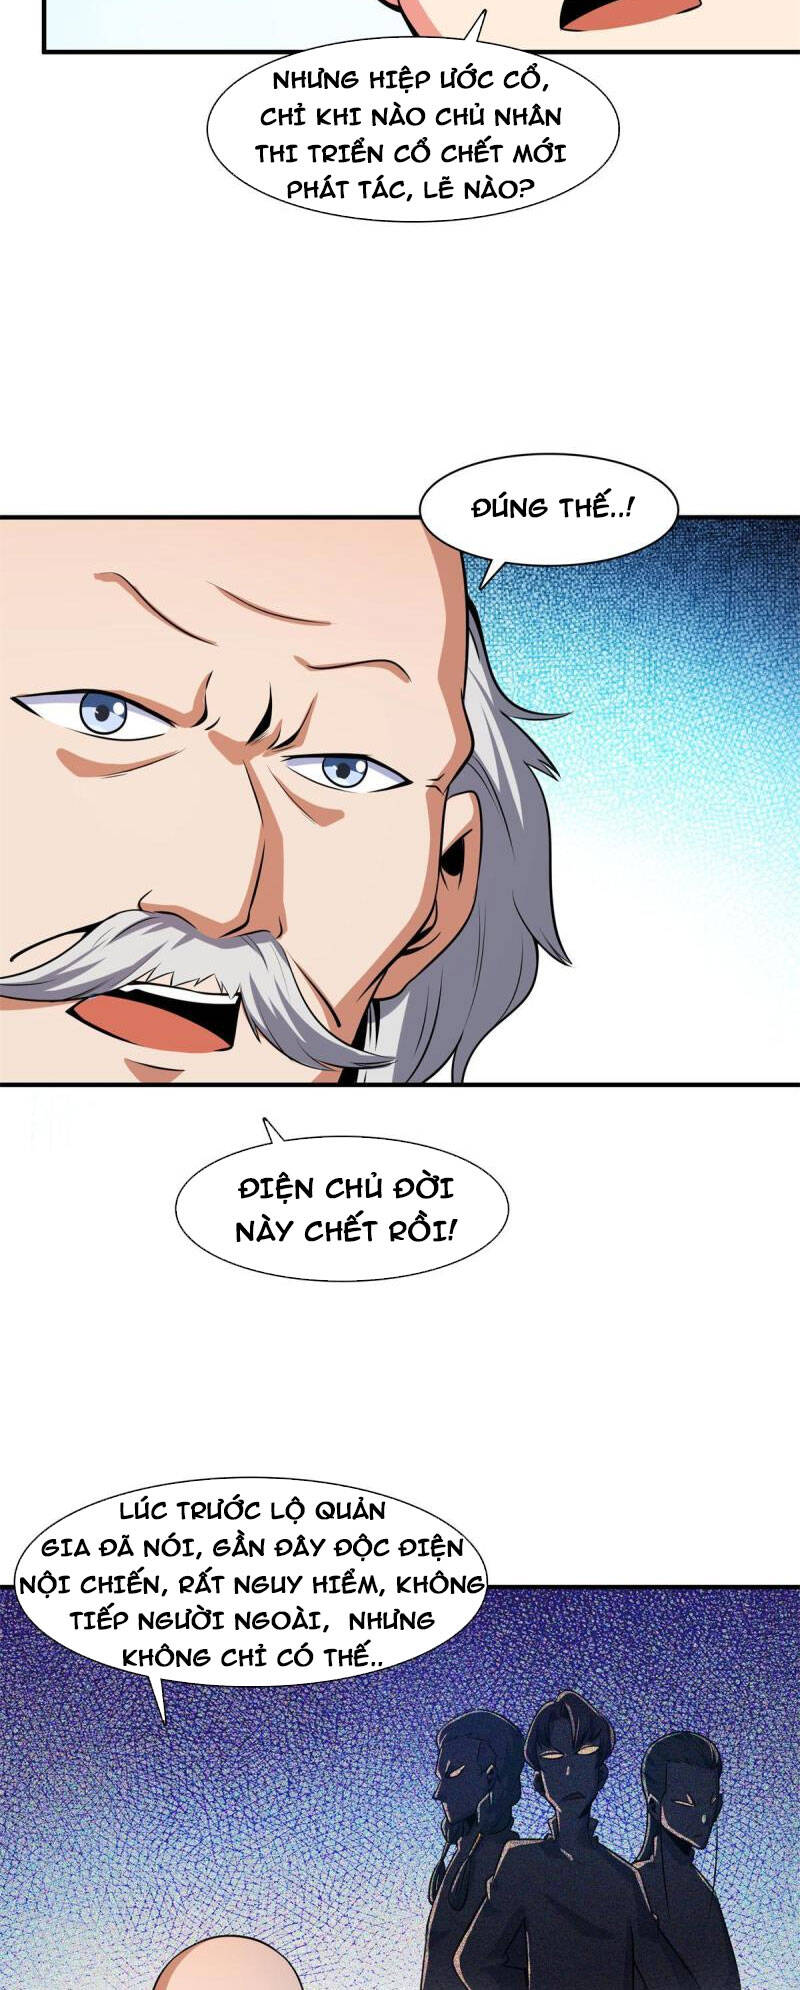 NHƯNG HIỆP ƯỚC CỔ,
CHỈ KHI NÀO CHỦ NHÂN
THI TRIỂN CỔ CHẾT MỚI
PHÁT TÁC, LẼ NÀO?
ĐÚNG THẾ..!
ĐIỆN CHỦ ĐỜI
NÀY CHẾT RỒI!
LÚC TRƯỚC LỘ QUẢN
GIA ĐÃ NÓI, GẦN ĐÂY ĐỘC ĐIỆN
NỘI CHIẾN, RẤT NGUY HIỂM, KHÔNG
TIẾP NGƯỜI NGOÀI, NHƯNG
KHÔNG CHỈ CÓ THẾ..